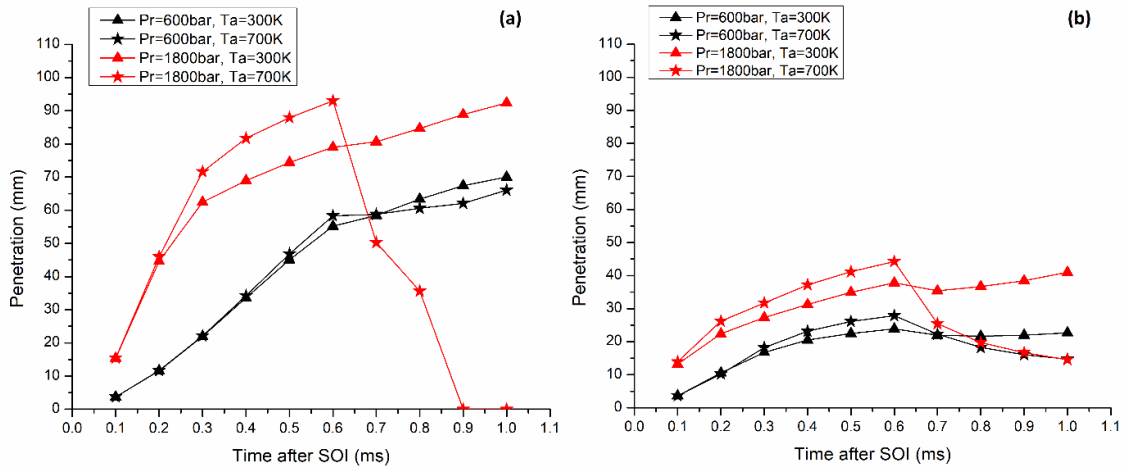 (a)
Pr=600bar, Ta=300K
Pr=600bar, Ta=700K
Pr=1800bar, Ta=300K
Pr=1800bar, Ta=700K
110
100
90
80
70
60
50
40
30
20
10
0
Penetration (mm)
0.0 0.1 0.2 0.3 0.4 0.5 0.6 0.7 0.8 0.9 1.0 1.1
Time after SOI (ms)
(b)
Pr=600bar, Ta=300K
Pr=600bar, Ta=700K
Pr=1800bar, Ta=300K
Pr=1800bar, Ta=700K
110
100
90
80
70
60
50
40
30
20
10
0
Penetration (mm)
0.0 0.1 0.2 0.3 0.4 0.5 0.6 0.7 0.8 0.9 1.0 1.1
Time after SOI (ms)